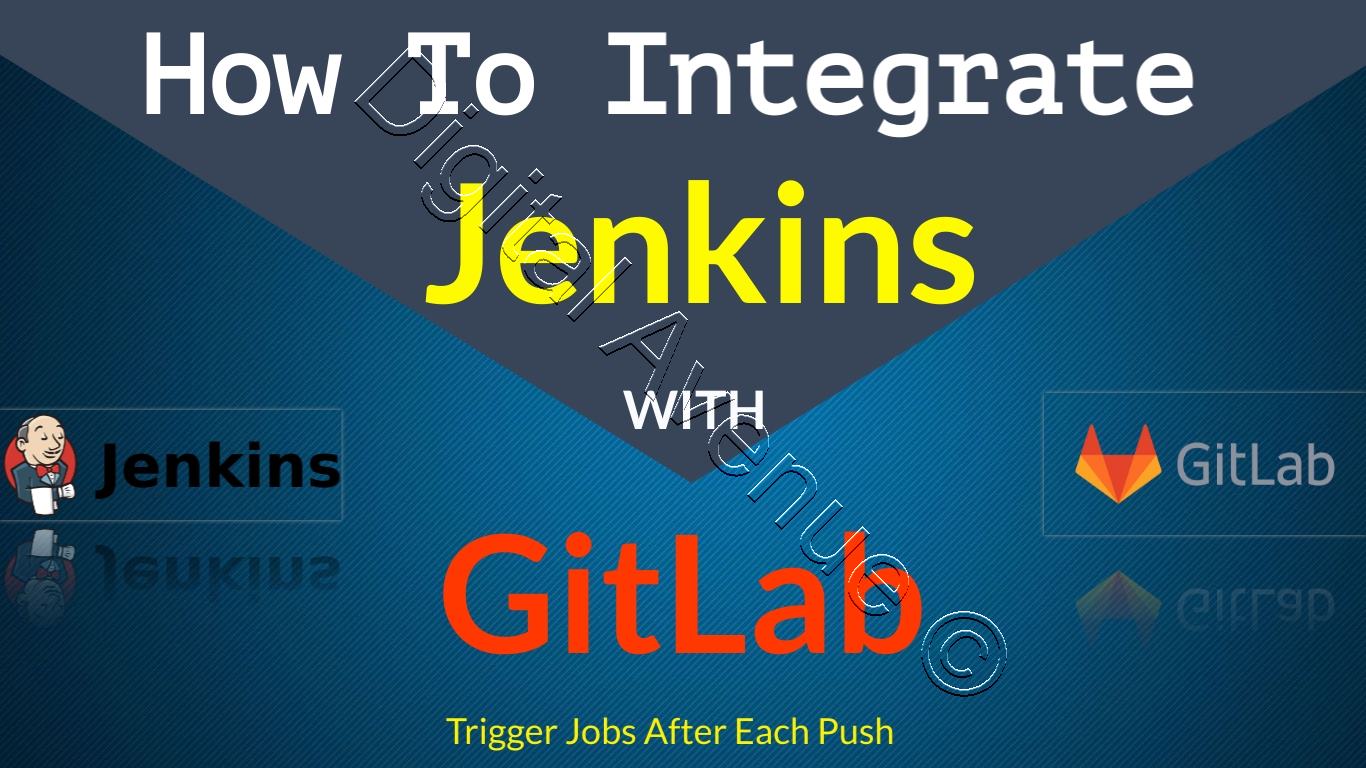 How To Integrate
Jenkins
WITH
Jenkins
GitLab
GitLab
Trigger Jobs After Each Push
Digital Avenue ©